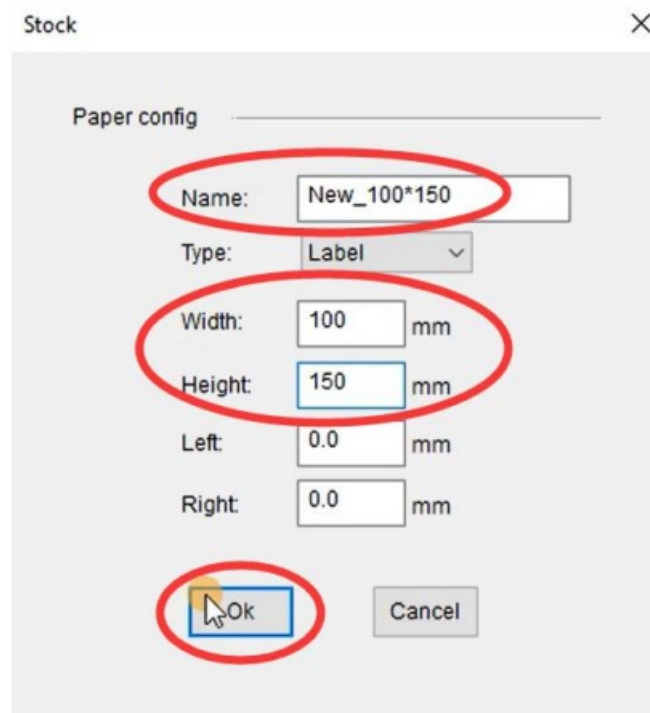 Stock
Paper config
Name: New_100*150
Type: Label
Width: 100 mm
Height: 150 mm
Left: 0.0 mm
Right: 0.0 mm
Ok Cancel